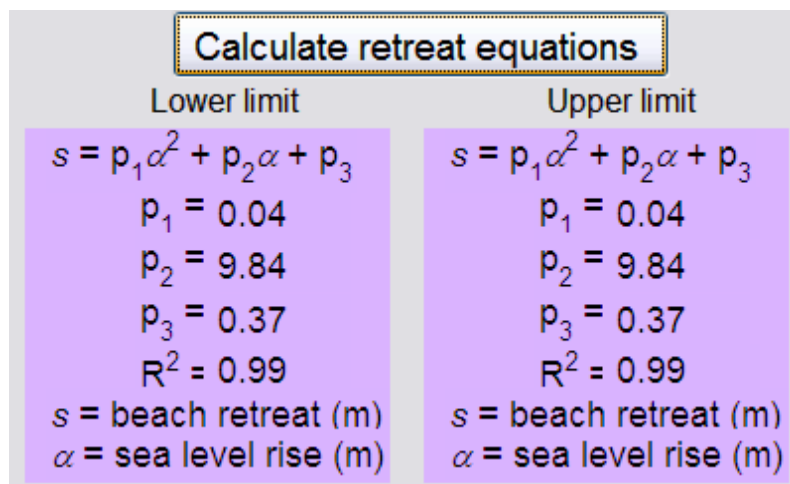 Calculate retreat equations
Lower limit
s = p₁α² + p₂α + p₃
p₁ = 0.04
p₂ = 9.84
p₃ = 0.37
R² = 0.99
s = beach retreat (m)
α = sea level rise (m)
Upper limit
s = p₁α² + p₂α + p₃
p₁ = 0.04
p₂ = 9.84
p₃ = 0.37
R² = 0.99
s = beach retreat (m)
α = sea level rise (m)